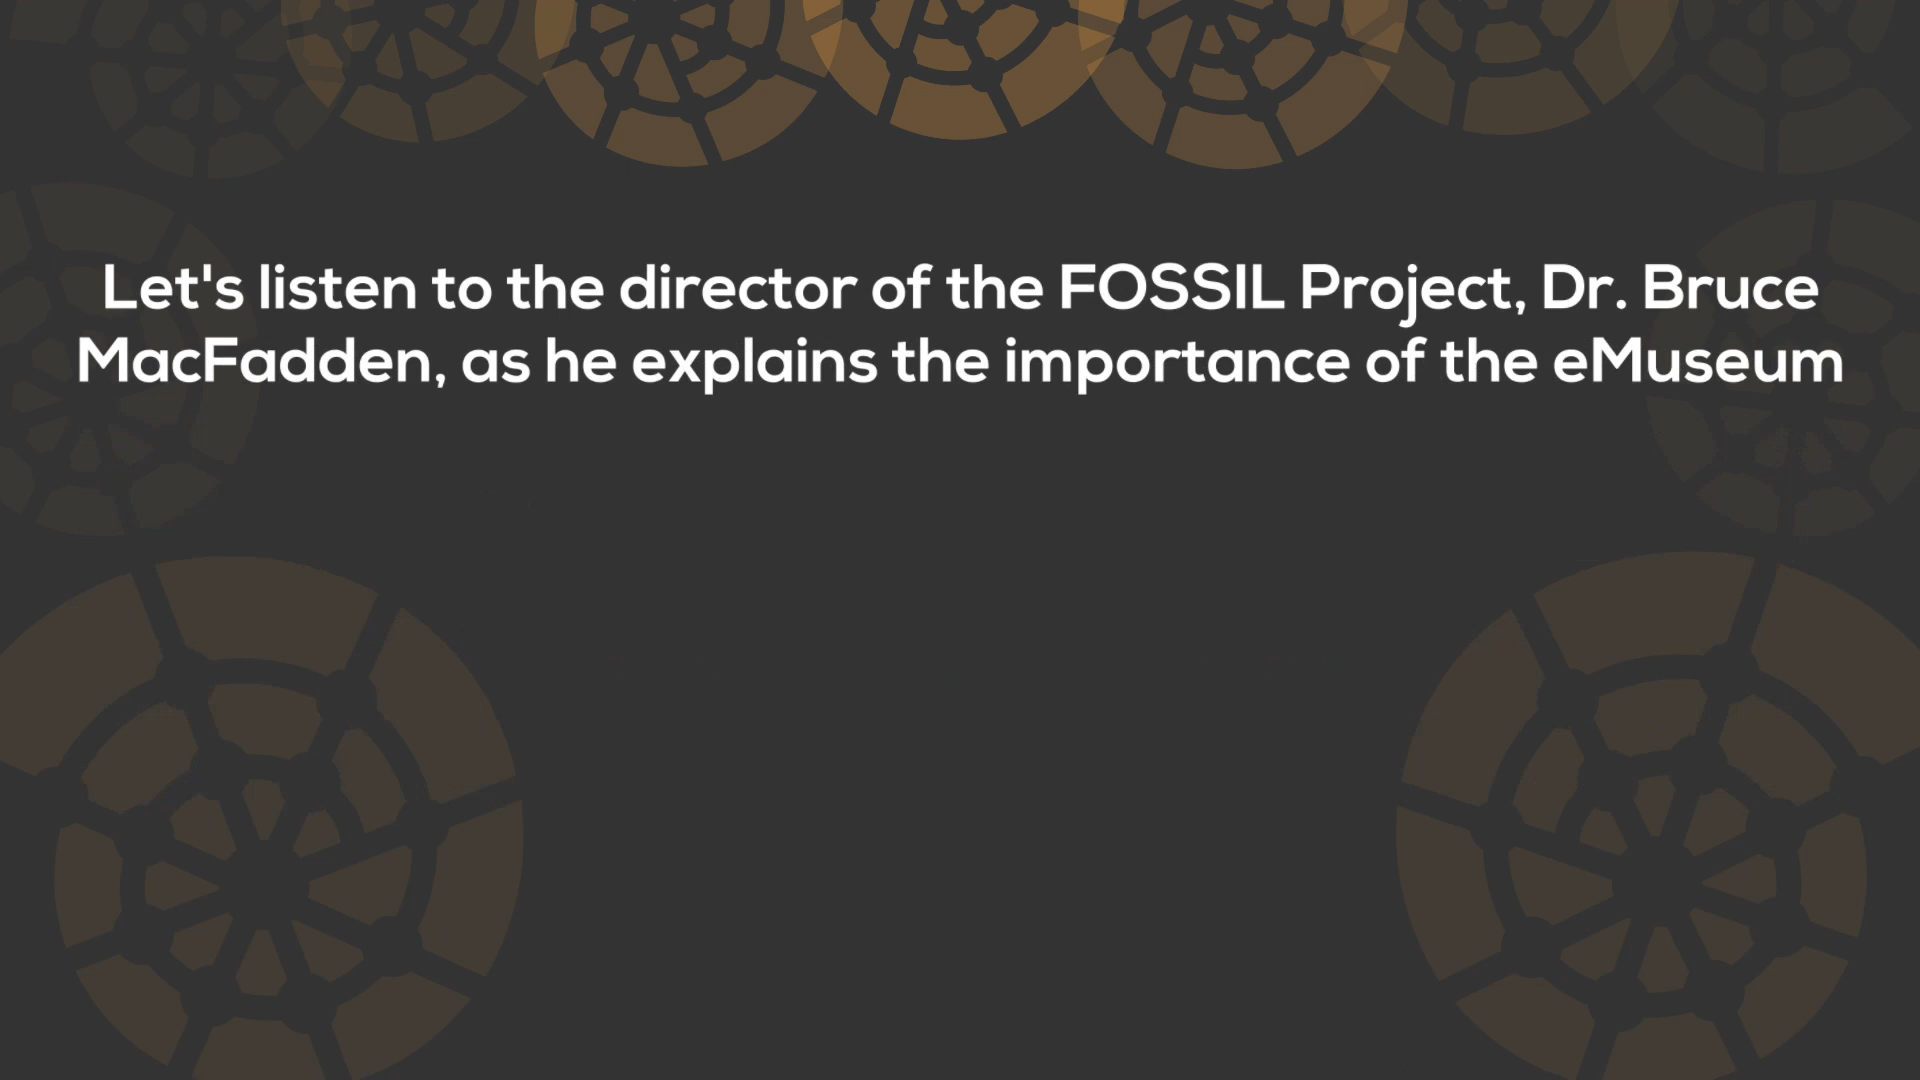 Let's listen to the director of the FOSSIL Project, Dr. Bruce
MacFadden, as he explains the importance of the eMuseum